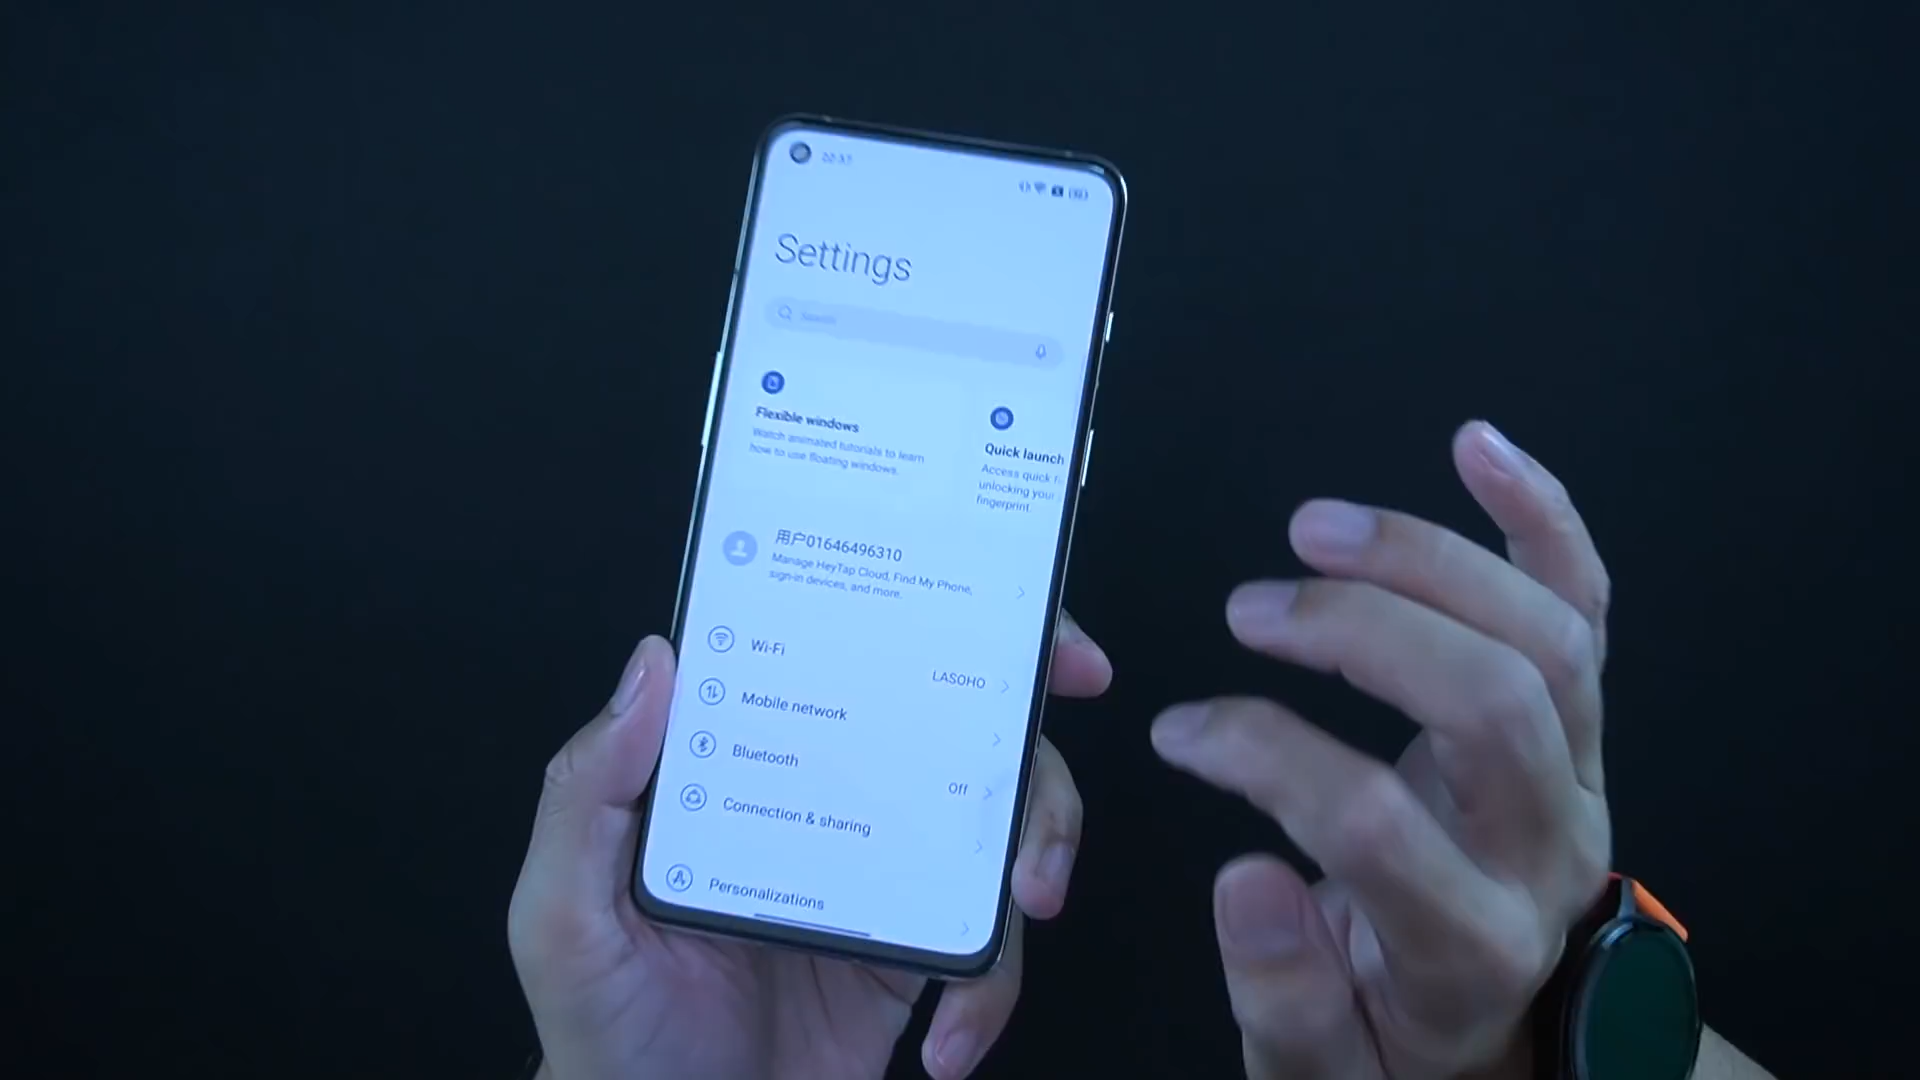 22:37
Settings
Search
Flexible windows
Watch animated tutorials to learn
how to use floating windows.
Quick launch
Access quick
unlocking your
fingerprint.
用户01646496310
Manage HeyTap Cloud, Find My Phone,
sign-in devices, and more.
Wi-Fi
LASOHO
Mobile network
Bluetooth
Off
Connection & sharing
Personalizations